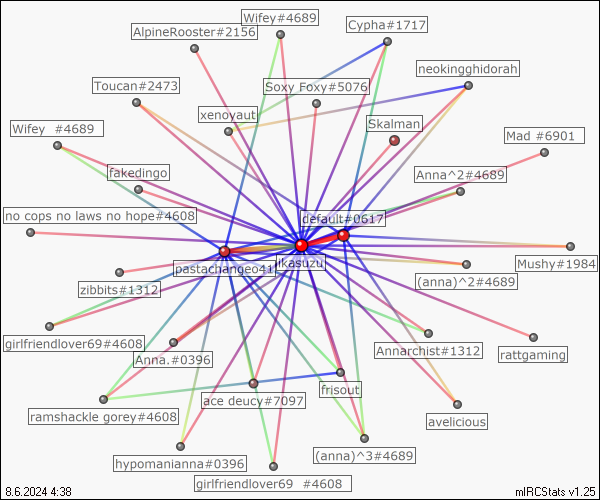 Wifey#4689
Cypha#1717
AlpineRooster#2156
neokingghidorah
Toucan#2473
Soxy_Foxy#5076
xenoyaut
Skalman
Wifey  #4689
Mad #6901
fakedingo
Anna^2#4689
no cops no laws no hope#4608
default#0617
jkasuzu
pastachangeo41
Mushy#1984
(anna)^2#4689
zibbits#1312
girlfriendlover69#4608
Annarchist#1312
rattgaming
Anna.#0396
frisout
ace deucy#7097
ramshackle gorey#4608
avelicious
(anna)^3#4689
hypomanianna#0396
girlfriendlover69  #4608
8.6.2024 4:38
mIRCStats v1.25